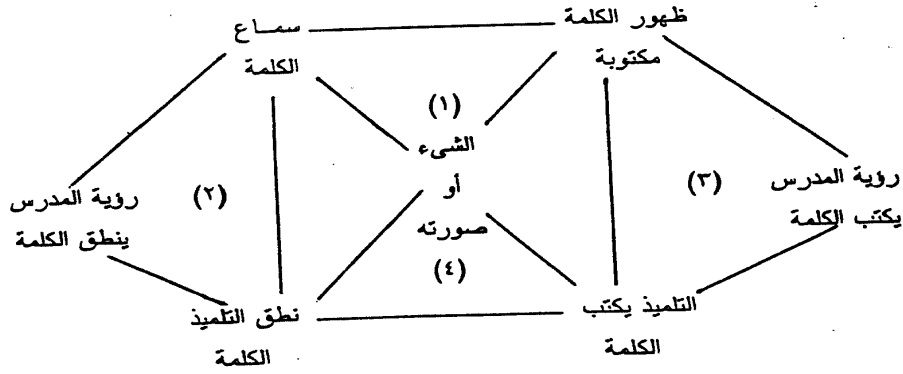 ظهور الكلمة
مكتوبة
سماع
الكلمة
(١)
الشىء
أو
صورته
(٤)
رؤية المدرس
يكتب الكلمة
(٣)
(٢)
رؤية المدرس
ينطق الكلمة
التلميذ يكتب
الكلمة
نطق التلميذ
الكلمة